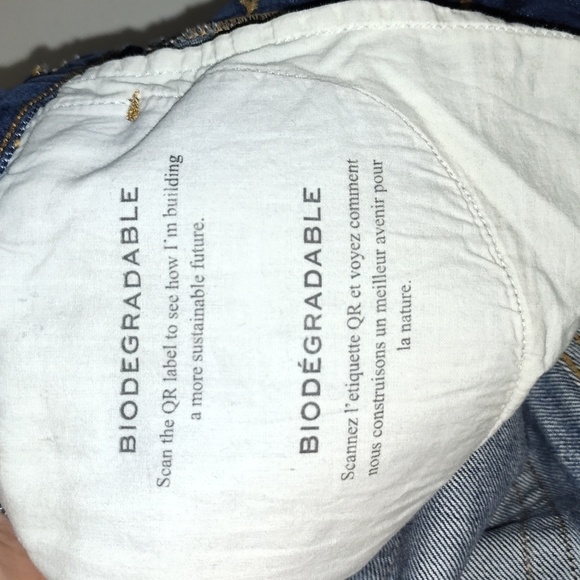 BIODEGRADABLE
Scan the QR label to see how I'm building
a more sustainable future.
BIODÉGRADABLE
Scannez l'etiquette QR et voyez comment
nous construisons un meilleur avenir pour
la nature.